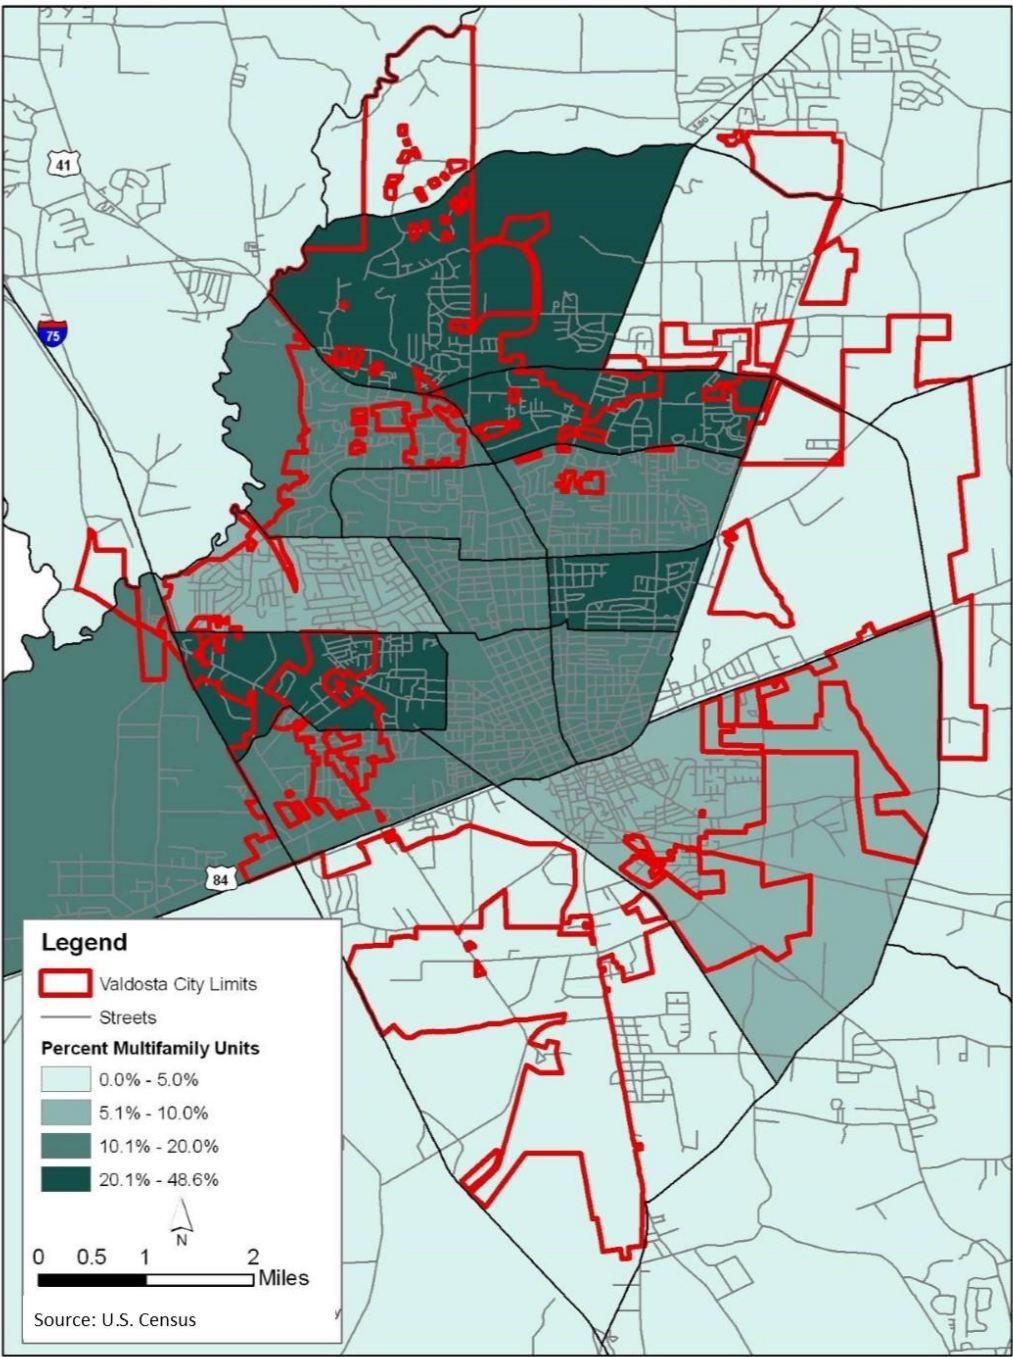 41
75
84
Legend
Valdosta City Limits
Streets
Percent Multifamily Units
0.0% - 5.0%
5.1% - 10.0%
10.1% - 20.0%
20.1% - 48.6%
N
0 0.5 1 2
Miles
Source: U.S. Census
y